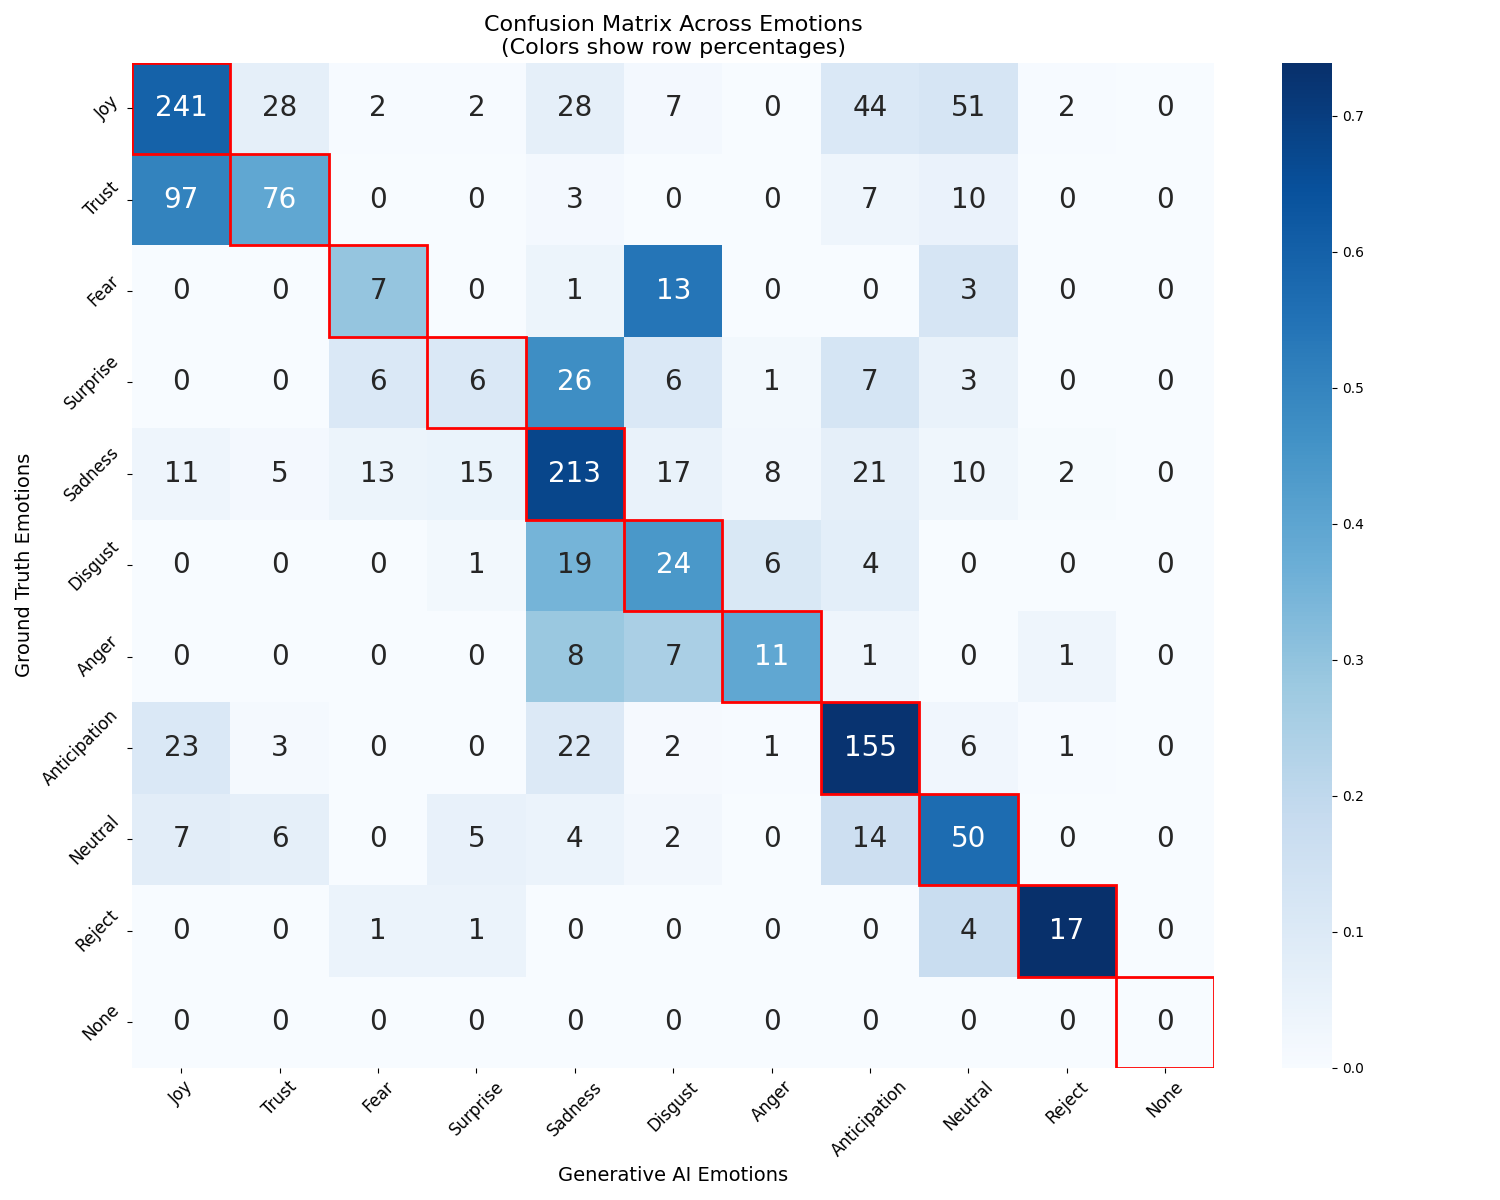 Confusion Matrix Across Emotions
(Colors show row percentages)
Ground Truth Emotions
Joy 241 28 2 2 28 7 0 44 51 2 0
Trust 97 76 0 0 3 0 0 7 10 0 0
Fear 0 0 7 0 1 13 0 0 3 0 0
Surprise 0 0 6 6 26 6 1 7 3 0 0
Sadness 11 5 13 15 213 17 8 21 10 2 0
Disgust 0 0 0 1 19 24 6 4 0 0 0
Anger 0 0 0 0 8 7 11 1 0 1 0
Anticipation 23 3 0 0 22 2 1 155 6 1 0
Neutral 7 6 0 5 4 2 0 14 50 0 0
Reject 0 0 1 1 0 0 0 0 4 17 0
None 0 0 0 0 0 0 0 0 0 0 0
Joy Trust Fear Surprise Sadness Disgust Anger Anticipation Neutral Reject None
Generative AI Emotions
0.7
0.6
0.5
0.4
0.3
0.2
0.1
0.0